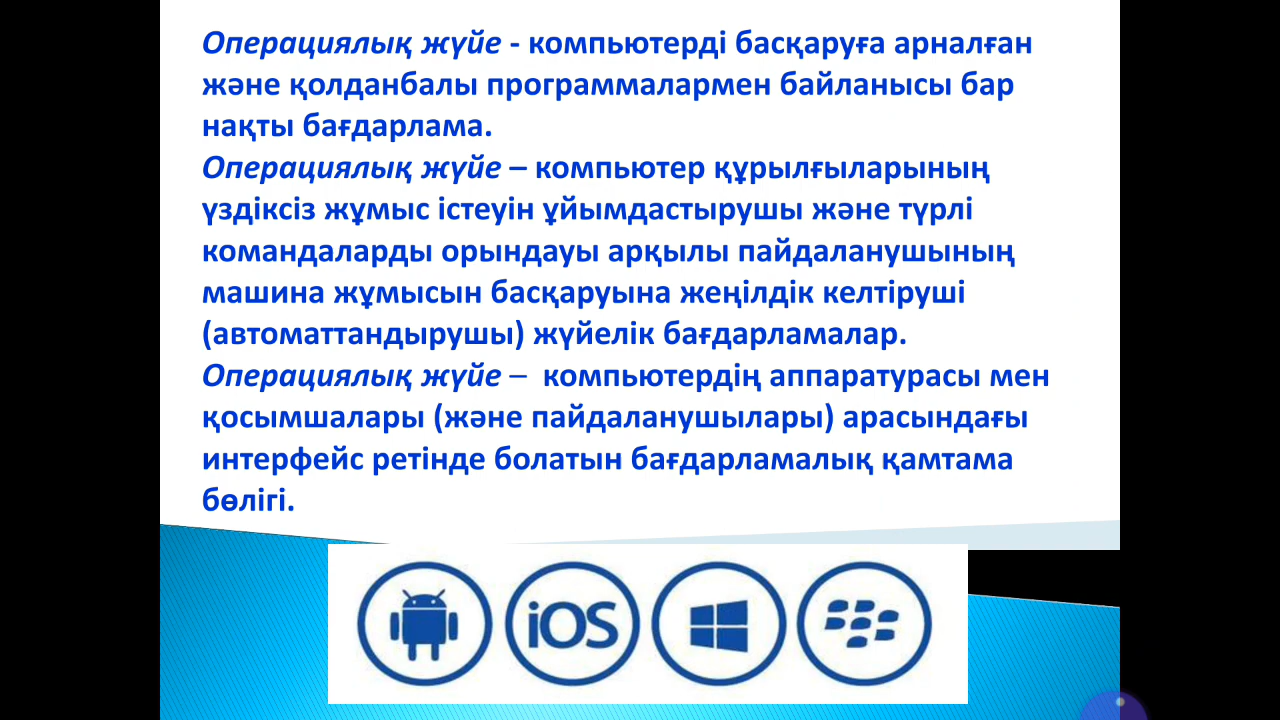 Операциялық жүйе - компьютерді басқаруға арналған
және қолданбалы программалармен байланысы бар
нақты бағдарлама.
Операциялық жүйе – компьютер құрылғыларының
үздіксіз жұмыс істеуін ұйымдастырушы және түрлі
командаларды орындауы арқылы пайдаланушының
машина жұмысын басқаруына жеңілдік келтіруші
(автоматтандырушы) жүйелік бағдарламалар.
Операциялық жүйе – компьютердің аппаратурасы мен
қосымшалары (және пайдаланушылары) арасындағы
интерфейс ретінде болатын бағдарламалық қамтама
бөлігі.
iOS